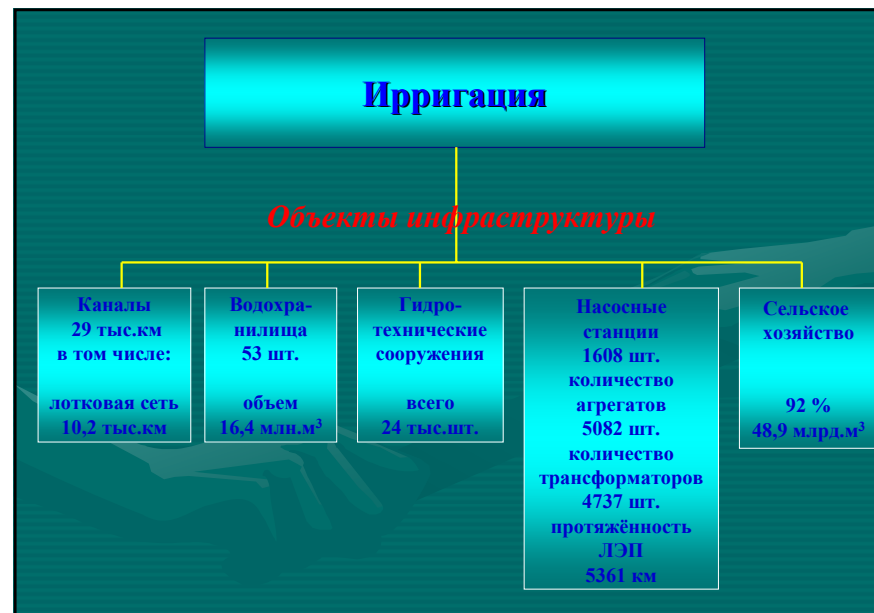 Ирригация
Объекты инфраструктуры
Каналы
29 тыс.км
в том числе:
лотковая сеть
10,2 тыс.км
Водохра-
нилища
53 шт.
объем
16,4 млн.м³
Гидро-
технические
сооружения
всего
24 тыс.шт.
Насосные
станции
1608 шт.
количество
агрегатов
5082 шт.
количество
трансформаторов
4737 шт.
протяжённость
ЛЭП
5361 км
Сельское
хозяйство
92 %
48,9 млрд.м³